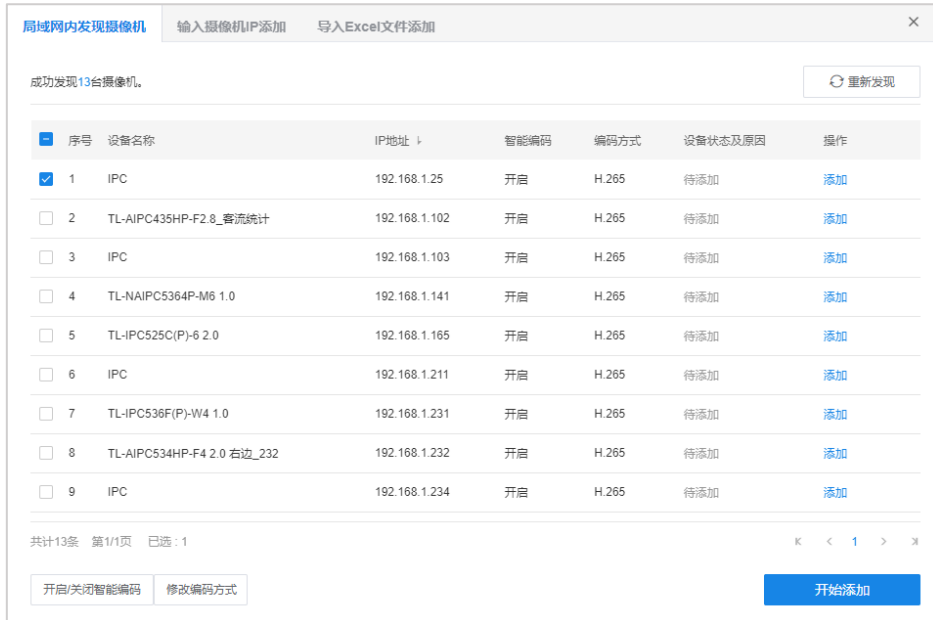 局域网内发现摄像机 输入摄像机IP添加 导入Excel文件添加
成功发现13台摄像机。 重新发现
序号 设备名称 IP地址 智能编码 编码方式 设备状态及原因 操作
1 IPC 192.168.1.25 开启 H.265 待添加 添加
2 TL-AIPC435HP-F2.8_客流统计 192.168.1.102 开启 H.265 待添加 添加
3 IPC 192.168.1.103 开启 H.265 待添加 添加
4 TL-NAIPC5364P-M6 1.0 192.168.1.141 开启 H.265 待添加 添加
5 TL-IPC525C(P)-6 2.0 192.168.1.165 开启 H.265 待添加 添加
6 IPC 192.168.1.211 开启 H.265 待添加 添加
7 TL-IPC536F(P)-W4 1.0 192.168.1.231 开启 H.265 待添加 添加
8 TL-AIPC534HP-F4 2.0 右边_232 192.168.1.232 开启 H.265 待添加 添加
9 IPC 192.168.1.234 开启 H.265 待添加 添加
共计13条 第1/1页 已选 : 1 1
开启/关闭智能编码 修改编码方式 开始添加